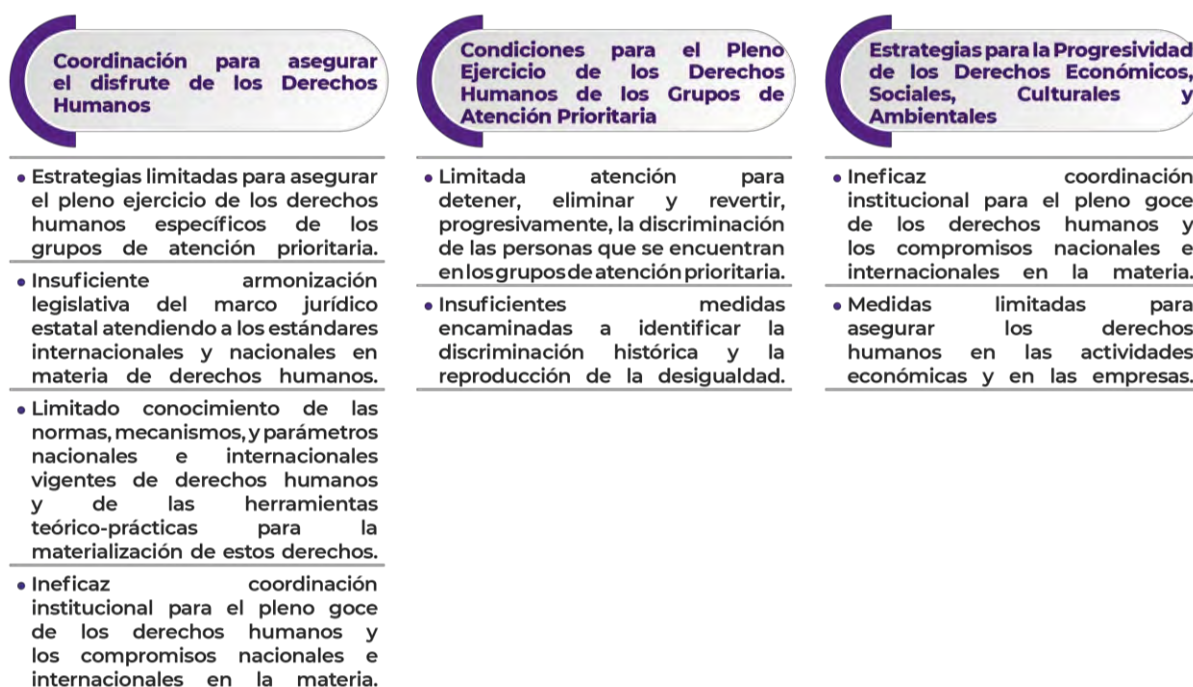 Coordinación para asegurar
el disfrute de los Derechos
Humanos
• Estrategias limitadas para asegurar
el pleno ejercicio de los derechos
humanos específicos de los
grupos de atención prioritaria.
• Insuficiente armonización
legislativa del marco jurídico
estatal atendiendo a los estándares
internacionales y nacionales en
materia de derechos humanos.
• Limitado conocimiento de las
normas, mecanismos, y parámetros
nacionales e internacionales
vigentes de derechos humanos
y de las herramientas
teórico-prácticas para la
materialización de estos derechos.
• Ineficaz coordinación
institucional para el pleno goce
de los derechos humanos y
los compromisos nacionales e
internacionales en la materia.
Condiciones para el Pleno
Ejercicio de los Derechos
Humanos de los Grupos de
Atención Prioritaria
• Limitada atención para
detener, eliminar y revertir,
progresivamente, la discriminación
de las personas que se encuentran
en los grupos de atención prioritaria.
• Insuficientes medidas
encaminadas a identificar la
discriminación histórica y la
reproducción de la desigualdad.
Estrategias para la Progresividad
de los Derechos Económicos,
Sociales, Culturales y
Ambientales
• Ineficaz coordinación
institucional para el pleno goce
de los derechos humanos y
los compromisos nacionales e
internacionales en la materia.
• Medidas limitadas para
asegurar los derechos
humanos en las actividades
económicas y en las empresas.